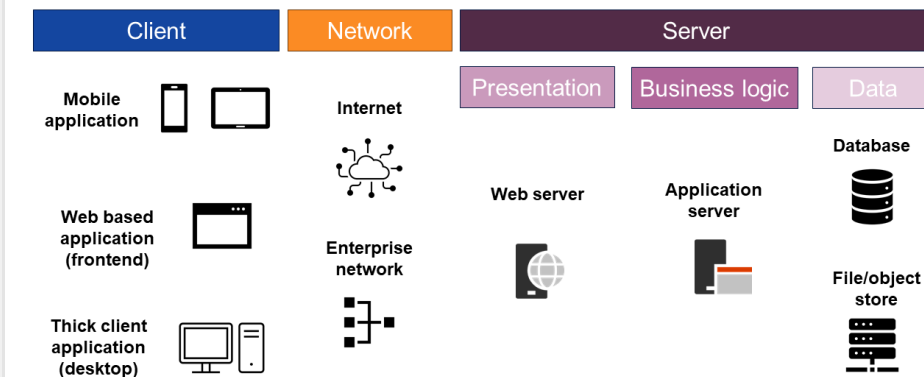 Client
Network
Server
Presentation
Business logic
Data
Mobile
application
Internet
Database
Web server
Application
server
Web based
application
(frontend)
Enterprise
network
File/object
store
Thick client
application
(desktop)